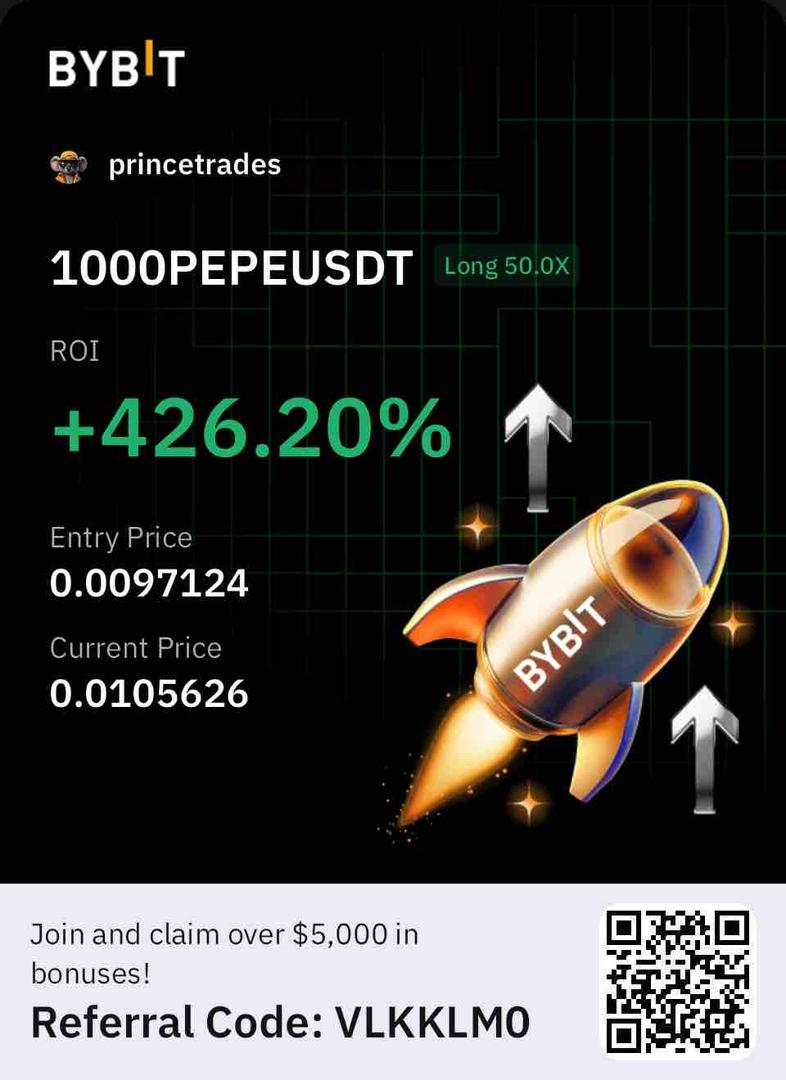 BYBIT
princetrades
1000PEPEUSDT Long 50.0X
ROI
+426.20%
Entry Price
0.0097124
Current Price
0.0105626
BYBIT
Join and claim over $5,000 in
bonuses!
Referral Code: VLKKLM0